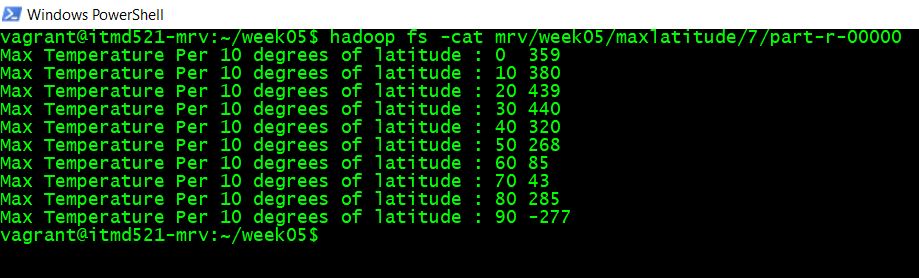 Windows PowerShell
vagrant@itmd521-mrv:~/week05$ hadoop fs -cat mrv/week05/maxlatitude/7/part-r-00000
Max Temperature Per 10 degrees of latitude : 0  359
Max Temperature Per 10 degrees of latitude : 10 380
Max Temperature Per 10 degrees of latitude : 20 439
Max Temperature Per 10 degrees of latitude : 30 440
Max Temperature Per 10 degrees of latitude : 40 320
Max Temperature Per 10 degrees of latitude : 50 268
Max Temperature Per 10 degrees of latitude : 60 85
Max Temperature Per 10 degrees of latitude : 70 43
Max Temperature Per 10 degrees of latitude : 80 285
Max Temperature Per 10 degrees of latitude : 90 -277
vagrant@itmd521-mrv:~/week05$